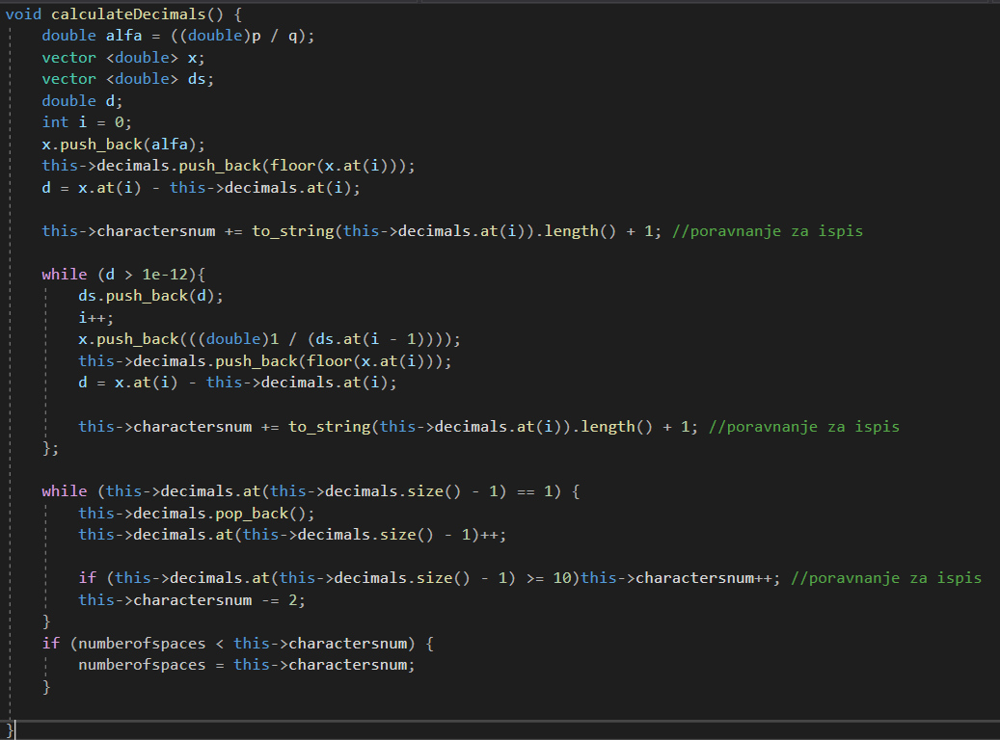 void calculateDecimals() {
    double alfa = ((double)p / q);
    vector <double> x;
    vector <double> ds;
    double d;
    int i = 0;
    x.push_back(alfa);
    this->decimals.push_back(floor(x.at(i)));
    d = x.at(i) - this->decimals.at(i);

    this->charactersnum += to_string(this->decimals.at(i)).length() + 1; //poravnanje za ispis

    while (d > 1e-12){
        ds.push_back(d);
        i++;
        x.push_back(((double)1 / (ds.at(i - 1))));
        this->decimals.push_back(floor(x.at(i)));
        d = x.at(i) - this->decimals.at(i);

        this->charactersnum += to_string(this->decimals.at(i)).length() + 1; //poravnanje za ispis
    };

    while (this->decimals.at(this->decimals.size() - 1) == 1) {
        this->decimals.pop_back();
        this->decimals.at(this->decimals.size() - 1)++;

        if (this->decimals.at(this->decimals.size() - 1) >= 10)this->charactersnum++; //poravnanje za ispis
        this->charactersnum -= 2;
    }
    if (numberofspaces < this->charactersnum) {
        numberofspaces = this->charactersnum;
    }

}